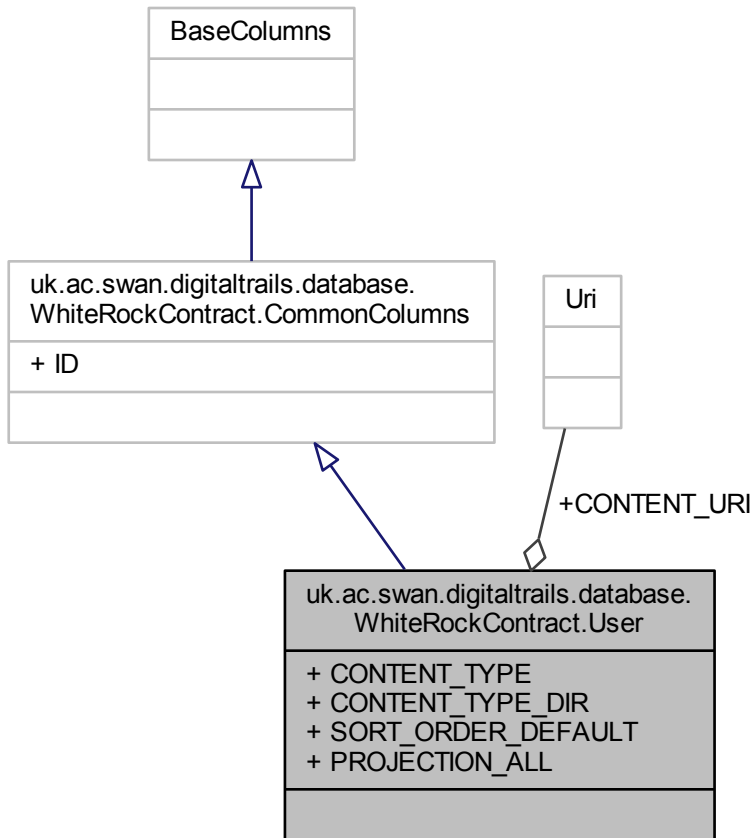 BaseColumns
uk.ac.swan.digitaltrails.database.
WhiteRockContract.CommonColumns
+ ID
Uri
+CONTENT_URI
uk.ac.swan.digitaltrails.database.
WhiteRockContract.User
+ CONTENT_TYPE
+ CONTENT_TYPE_DIR
+ SORT_ORDER_DEFAULT
+ PROJECTION_ALL